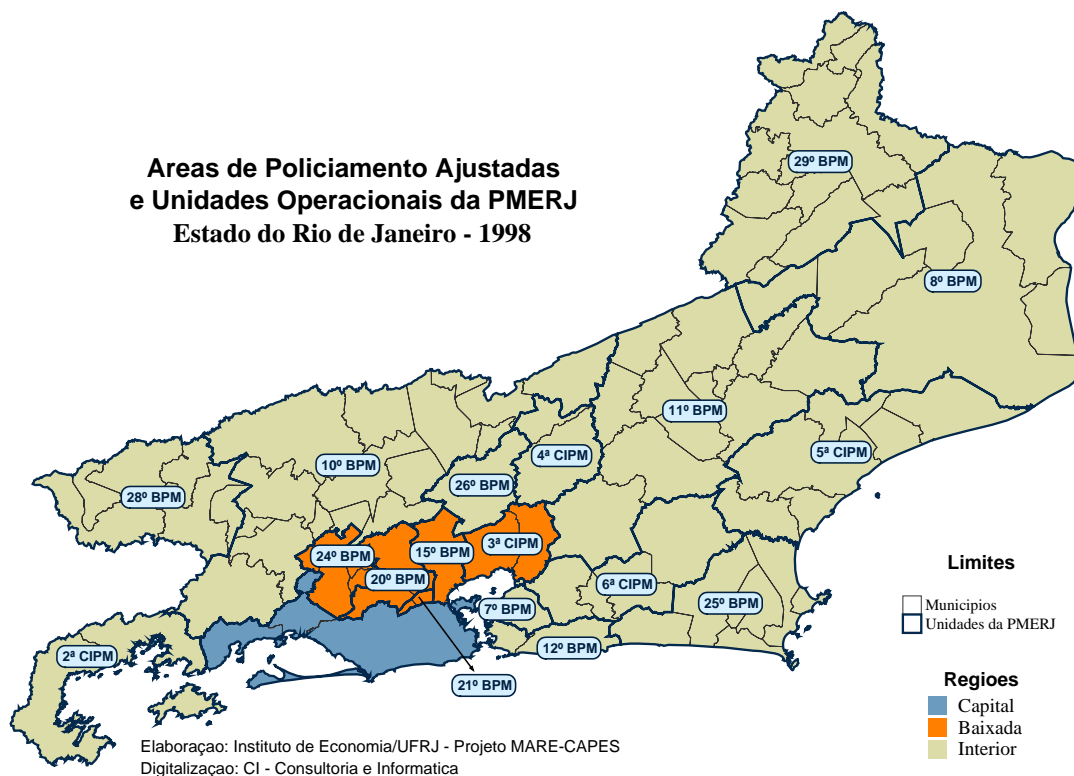 Areas de Policiamento Ajustadas
e Unidades Operacionais da PMERJ
Estado do Rio de Janeiro - 1998
29º BPM
8º BPM
11º BPM
4ª CIPM
5ª CIPM
10º BPM
26º BPM
28º BPM
24º BPM
15º BPM
3ª CIPM
20º BPM
6ª CIPM
7º BPM
25º BPM
12º BPM
2ª CIPM
21º BPM
Limites
Municipios
Unidades da PMERJ
Regioes
Capital
Baixada
Interior
Elaboraçao: Instituto de Economia/UFRJ - Projeto MARE-CAPES
Digitalizaçao: CI - Consultoria e Informatica